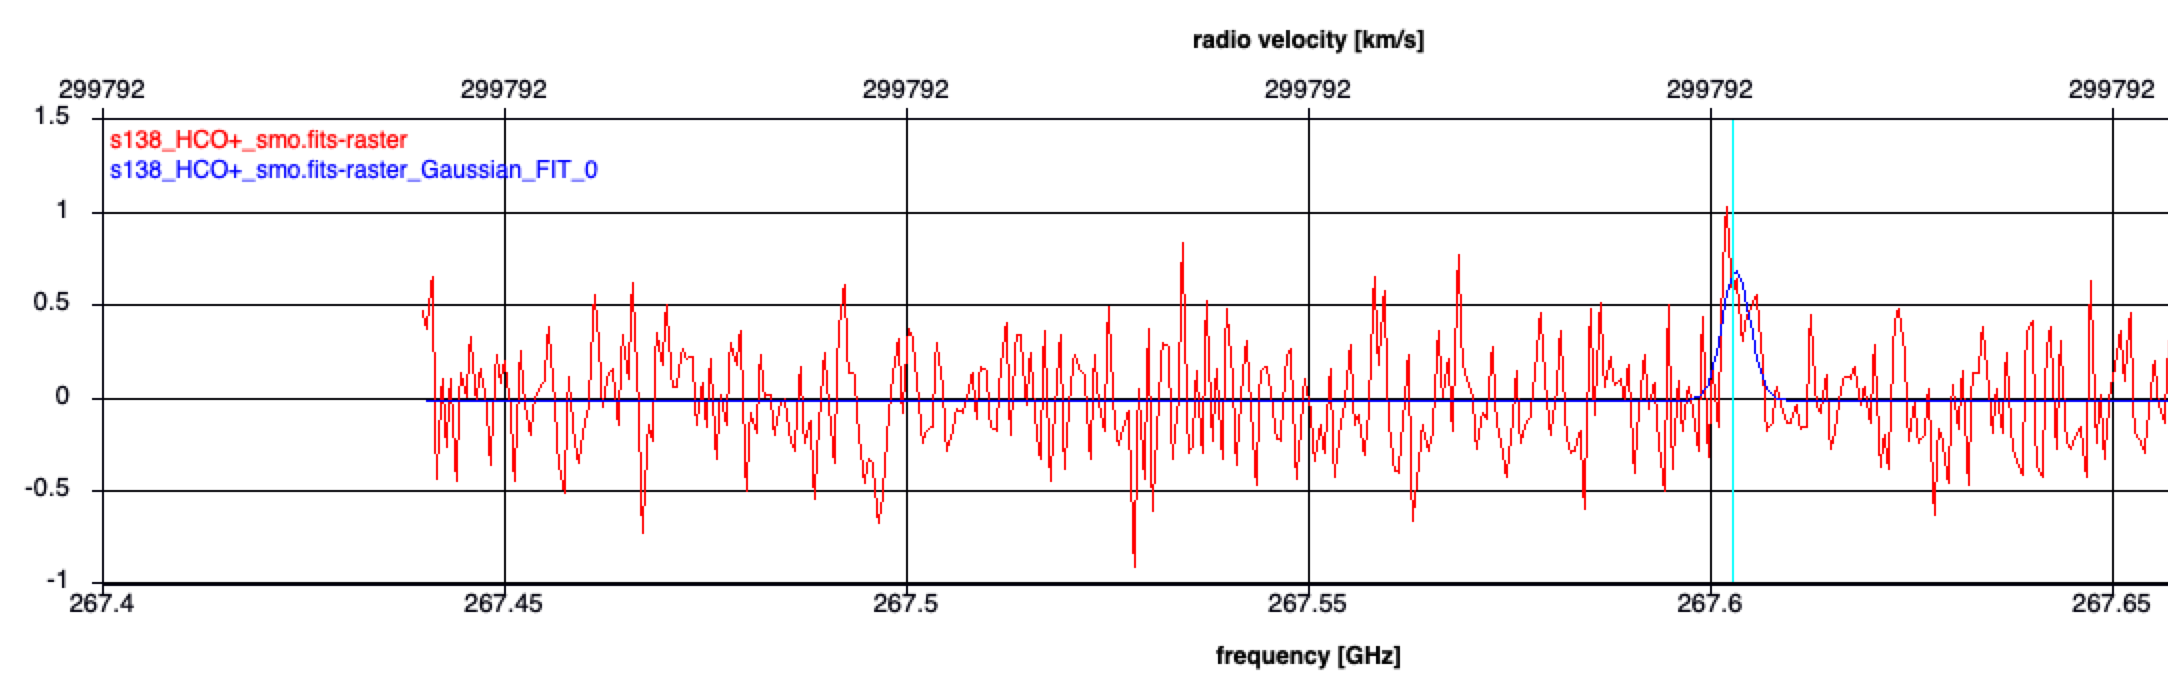 radio velocity [km/s]
299792 299792 299792 299792 299792 299792
1.5
s138_HCO+_smo.fits-raster
s138_HCO+_smo.fits-raster_Gaussian_FIT_0
1
0.5
0
-0.5
-1
267.4 267.45 267.5 267.55 267.6 267.65
frequency [GHz]